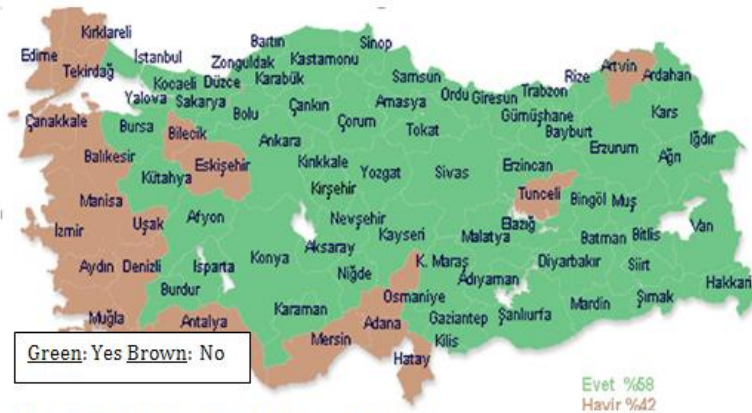 Kırklareli
Edirne
Tekirdağ
İstanbul
Kocaeli
Yalova
Sakarya
Düzce
Zonguldak
Bartın
Karabük
Kastamonu
Sinop
Samsun
Ordu
Giresun
Trabzon
Rize
Artvin
Ardahan
Çanakkale
Bursa
Bilecik
Bolu
Çankırı
Çorum
Amasya
Tokat
Gümüşhane
Bayburt
Kars
Iğdır
Balıkesir
Kütahya
Eskişehir
Ankara
Kırıkkale
Kırşehir
Yozgat
Sivas
Erzincan
Erzurum
Ağrı
Manisa
Uşak
Afyon
Nevşehir
Kayseri
Malatya
Tunceli
Elazığ
Bingöl
Muş
Van
İzmir
Aydın
Denizli
Isparta
Konya
Aksaray
Niğde
K. Maraş
Adıyaman
Diyarbakır
Batman
Bitlis
Siirt
Hakkari
Muğla
Burdur
Antalya
Karaman
Mersin
Adana
Osmaniye
Gaziantep
Kilis
Şanlıurfa
Mardin
Şırnak
Hatay
Green: Yes Brown: No
Evet %58
Hayir %42